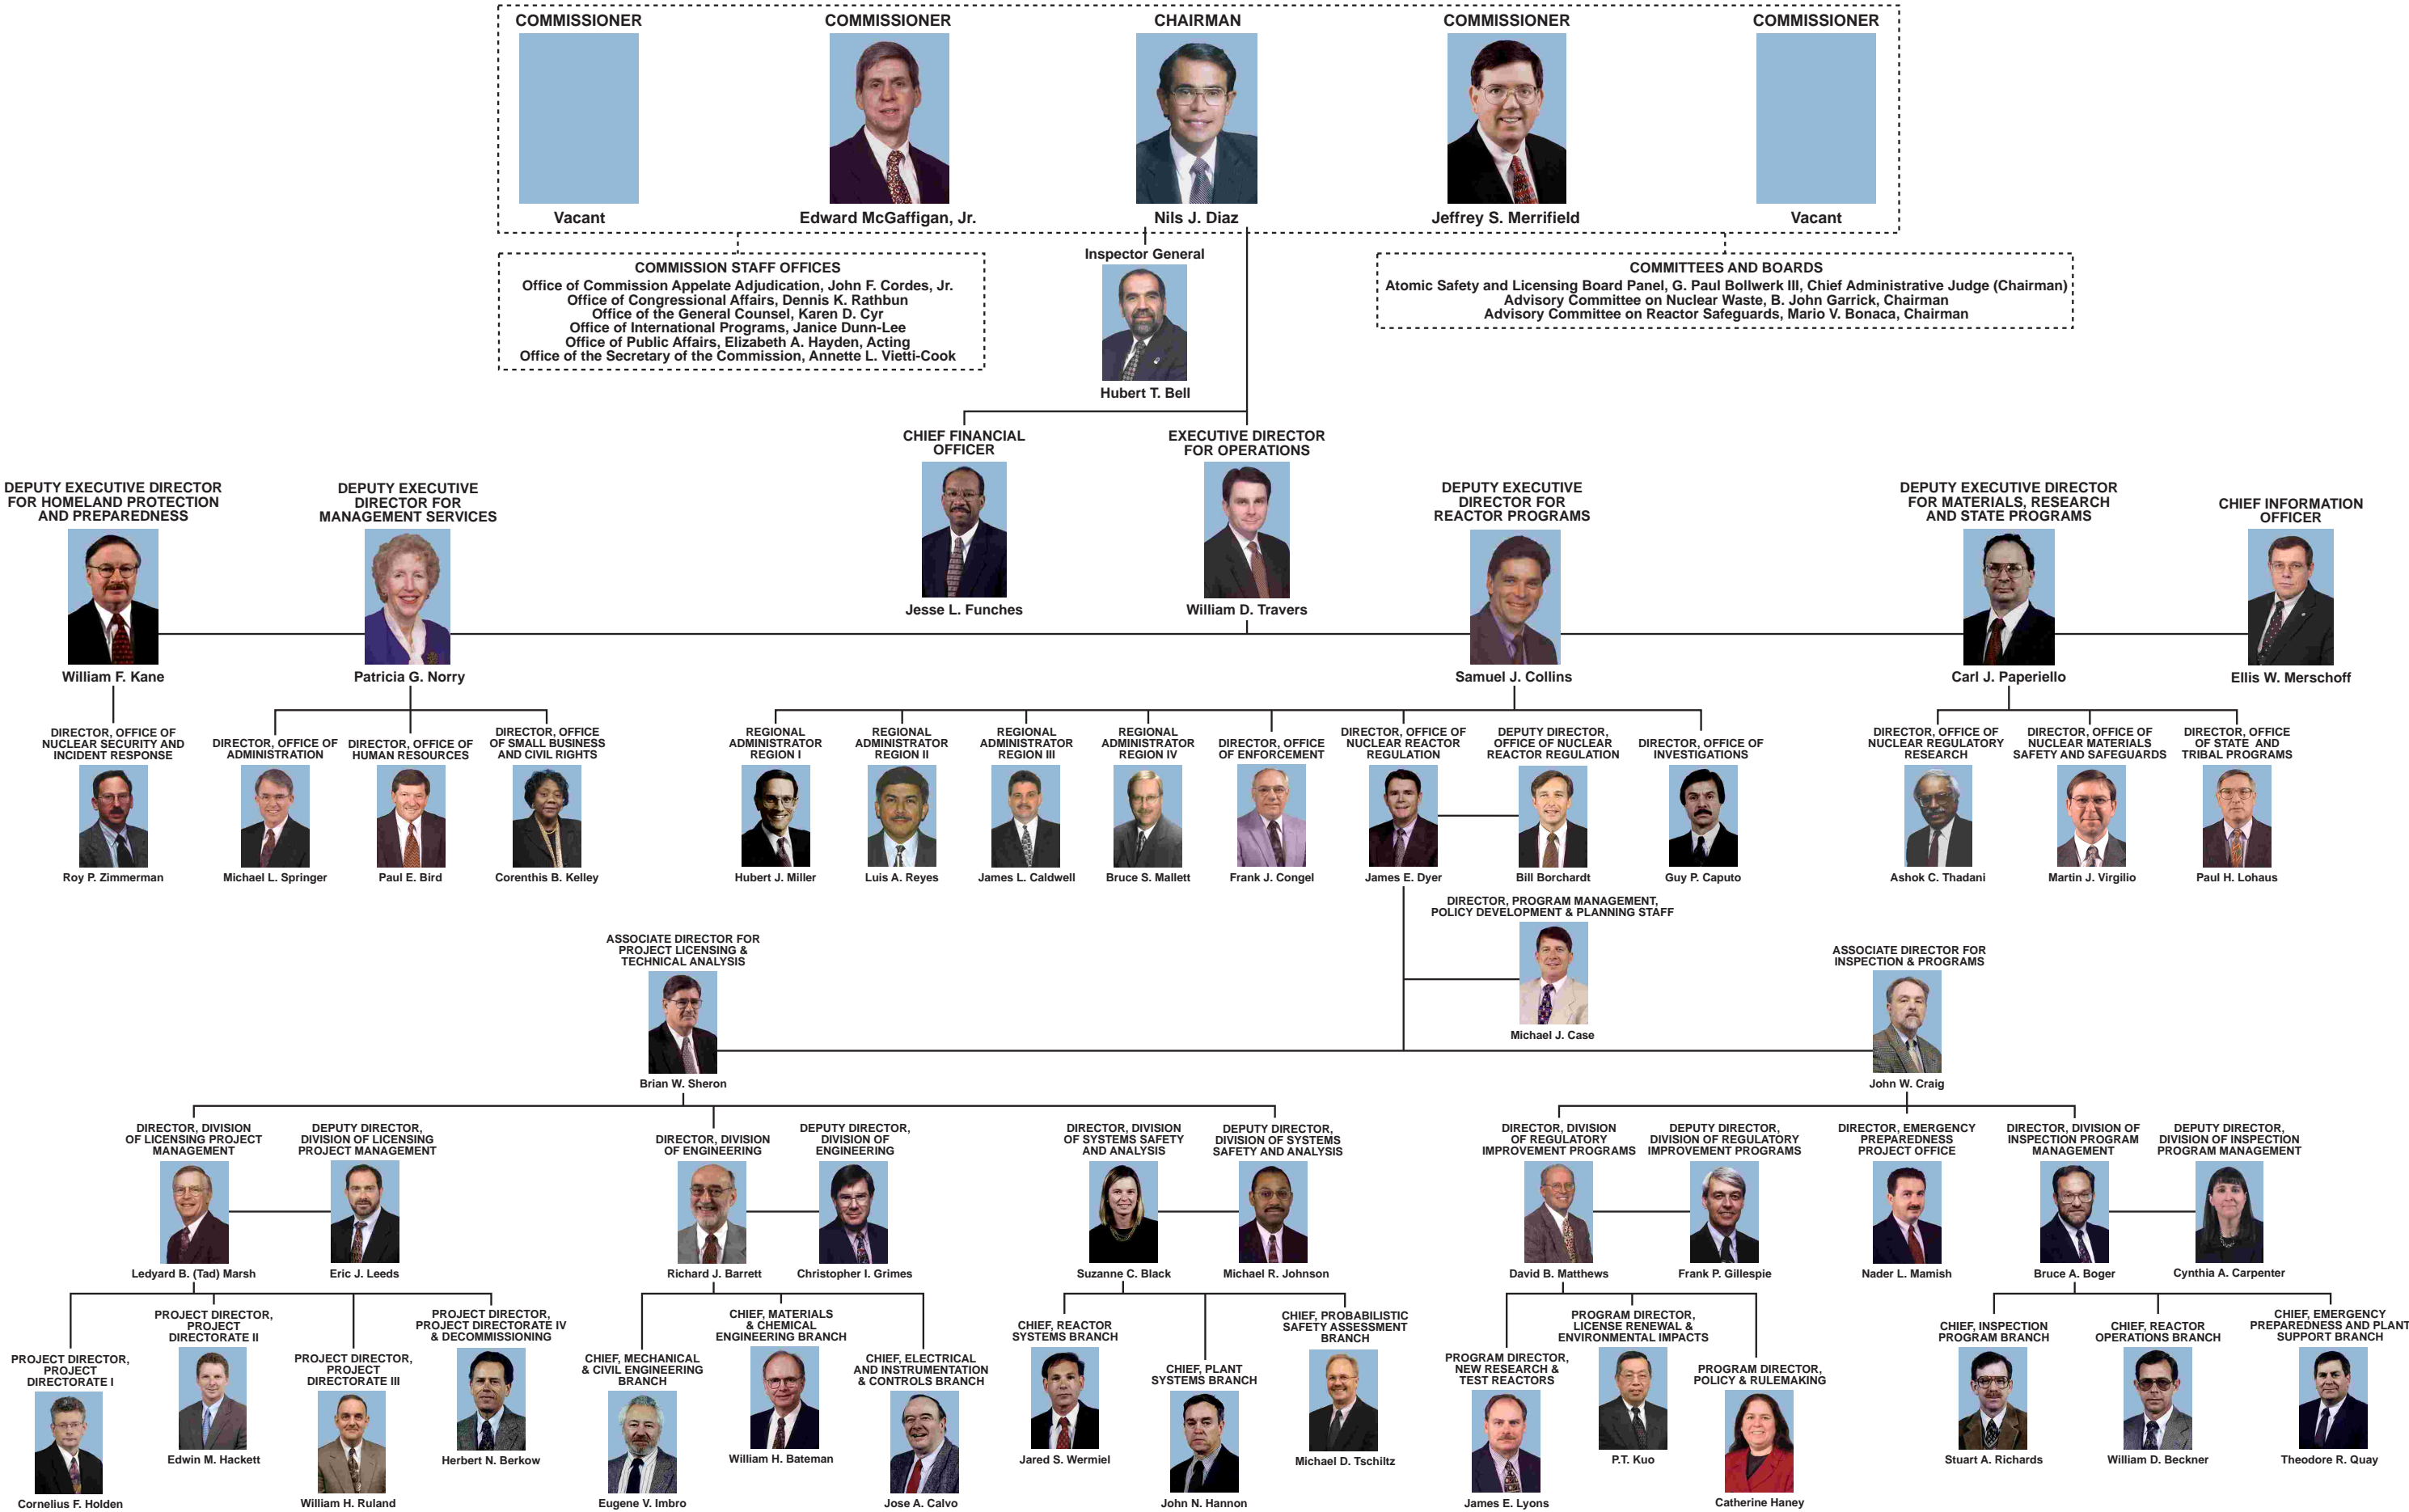 COMMISSIONER
Vacant
COMMISSIONER
Edward McGaffigan, Jr.
CHAIRMAN
Nils J. Diaz
COMMISSIONER
Jeffrey S. Merrifield
COMMISSIONER
Vacant
COMMISSION STAFF OFFICES
Office of Commission Appelate Adjudication, John F. Cordes, Jr.
Office of Congressional Affairs, Dennis K. Rathbun
Office of the General Counsel, Karen D. Cyr
Office of International Programs, Janice Dunn-Lee
Office of Public Affairs, Elizabeth A. Hayden, Acting
Office of the Secretary of the Commission, Annette L. Vietti-Cook
Inspector General
Hubert T. Bell
COMMITTEES AND BOARDS
Atomic Safety and Licensing Board Panel, G. Paul Bollwerk III, Chief Administrative Judge (Chairman)
Advisory Committee on Nuclear Waste, B. John Garrick, Chairman
Advisory Committee on Reactor Safeguards, Mario V. Bonaca, Chairman
CHIEF FINANCIAL
OFFICER
Jesse L. Funches
EXECUTIVE DIRECTOR
FOR OPERATIONS
William D. Travers
DEPUTY EXECUTIVE DIRECTOR
FOR HOMELAND PROTECTION
AND PREPAREDNESS
William F. Kane
DEPUTY EXECUTIVE
DIRECTOR FOR
MANAGEMENT SERVICES
Patricia G. Norry
DEPUTY EXECUTIVE
DIRECTOR FOR
REACTOR PROGRAMS
Samuel J. Collins
DEPUTY EXECUTIVE DIRECTOR
FOR MATERIALS, RESEARCH
AND STATE PROGRAMS
Carl J. Paperiello
CHIEF INFORMATION
OFFICER
Ellis W. Merschoff
DIRECTOR, OFFICE OF
NUCLEAR SECURITY AND
INCIDENT RESPONSE
Roy P. Zimmerman
DIRECTOR, OFFICE OF
ADMINISTRATION
Michael L. Springer
DIRECTOR, OFFICE OF
HUMAN RESOURCES
Paul E. Bird
DIRECTOR, OFFICE
OF SMALL BUSINESS
AND CIVIL RIGHTS
Corenthis B. Kelley
REGIONAL
ADMINISTRATOR
REGION I
Hubert J. Miller
REGIONAL
ADMINISTRATOR
REGION II
Luis A. Reyes
REGIONAL
ADMINISTRATOR
REGION III
James L. Caldwell
REGIONAL
ADMINISTRATOR
REGION IV
Bruce S. Mallett
DIRECTOR, OFFICE
OF ENFORCEMENT
Frank J. Congel
DIRECTOR, OFFICE OF
NUCLEAR REACTOR
REGULATION
James E. Dyer
DEPUTY DIRECTOR,
OFFICE OF NUCLEAR
REACTOR REGULATION
Bill Borchardt
DIRECTOR, OFFICE OF
INVESTIGATIONS
Guy P. Caputo
DIRECTOR, OFFICE OF
NUCLEAR REGULATORY
RESEARCH
Ashok C. Thadani
DIRECTOR, OFFICE OF
NUCLEAR MATERIALS
SAFETY AND SAFEGUARDS
Martin J. Virgilio
DIRECTOR, OFFICE
OF STATE AND
TRIBAL PROGRAMS
Paul H. Lohaus
DIRECTOR, PROGRAM MANAGEMENT,
POLICY DEVELOPMENT & PLANNING STAFF
Michael J. Case
ASSOCIATE DIRECTOR FOR
PROJECT LICENSING &
TECHNICAL ANALYSIS
Brian W. Sheron
ASSOCIATE DIRECTOR FOR
INSPECTION & PROGRAMS
John W. Craig
DIRECTOR, DIVISION
OF LICENSING PROJECT
MANAGEMENT
Ledyard B. (Tad) Marsh
DEPUTY DIRECTOR,
DIVISION OF LICENSING
PROJECT MANAGEMENT
Eric J. Leeds
DIRECTOR, DIVISION
OF ENGINEERING
Richard J. Barrett
DEPUTY DIRECTOR,
DIVISION OF
ENGINEERING
Christopher I. Grimes
DIRECTOR, DIVISION
OF SYSTEMS SAFETY
AND ANALYSIS
Suzanne C. Black
DEPUTY DIRECTOR,
DIVISION OF SYSTEMS
SAFETY AND ANALYSIS
Michael R. Johnson
DIRECTOR, DIVISION
OF REGULATORY
IMPROVEMENT PROGRAMS
David B. Matthews
DEPUTY DIRECTOR,
DIVISION OF REGULATORY
IMPROVEMENT PROGRAMS
Frank P. Gillespie
DIRECTOR, EMERGENCY
PREPAREDNESS
PROJECT OFFICE
Nader L. Mamish
DIRECTOR, DIVISION OF
INSPECTION PROGRAM
MANAGEMENT
Bruce A. Boger
DEPUTY DIRECTOR,
DIVISION OF INSPECTION
PROGRAM MANAGEMENT
Cynthia A. Carpenter
PROJECT DIRECTOR,
PROJECT
DIRECTORATE I
Cornelius F. Holden
PROJECT DIRECTOR,
PROJECT
DIRECTORATE II
Edwin M. Hackett
PROJECT DIRECTOR,
PROJECT
DIRECTORATE III
William H. Ruland
PROJECT DIRECTOR,
PROJECT DIRECTORATE IV
& DECOMMISSIONING
Herbert N. Berkow
CHIEF, MECHANICAL
& CIVIL ENGINEERING
BRANCH
Eugene V. Imbro
CHIEF, MATERIALS
& CHEMICAL
ENGINEERING BRANCH
William H. Bateman
CHIEF, ELECTRICAL
AND INSTRUMENTATION
& CONTROLS BRANCH
Jose A. Calvo
CHIEF, REACTOR
SYSTEMS BRANCH
Jared S. Wermiel
CHIEF, PLANT
SYSTEMS BRANCH
John N. Hannon
CHIEF, PROBABILISTIC
SAFETY ASSESSMENT
BRANCH
Michael D. Tschiltz
PROGRAM DIRECTOR,
NEW RESEARCH &
TEST REACTORS
James E. Lyons
PROGRAM DIRECTOR,
LICENSE RENEWAL &
ENVIRONMENTAL IMPACTS
P.T. Kuo
PROGRAM DIRECTOR,
POLICY & RULEMAKING
Catherine Haney
CHIEF, INSPECTION
PROGRAM BRANCH
Stuart A. Richards
CHIEF, REACTOR
OPERATIONS BRANCH
William D. Beckner
CHIEF, EMERGENCY
PREPAREDNESS AND PLANT
SUPPORT BRANCH
Theodore R. Quay